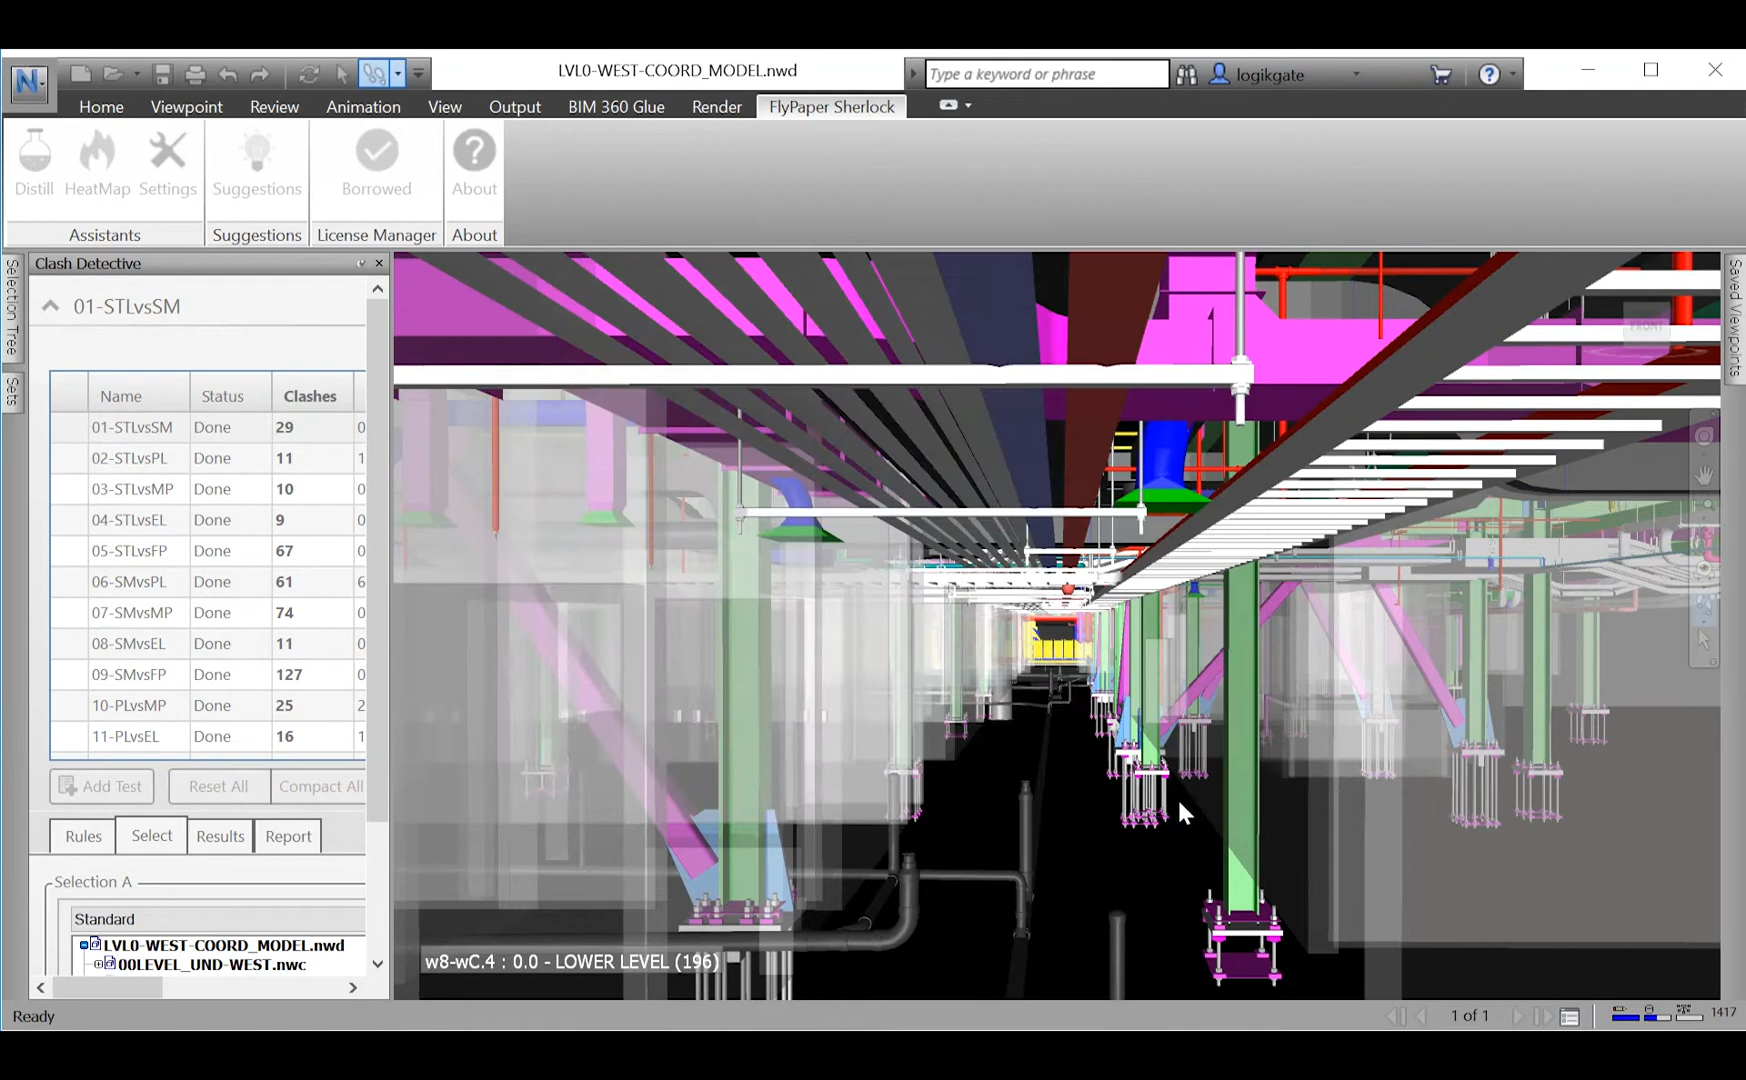 LVL0-WEST-COORD_MODEL.nwd
Type a keyword or phrase
logikgate
Home Viewpoint Review Animation View Output BIM 360 Glue Render FlyPaper Sherlock
Distill HeatMap Settings Suggestions Borrowed About
Assistants Suggestions License Manager About
Clash Detective
Selection Tree
Sets
Saved Viewpoints
FRONT
01-STLvsSM
Name Status Clashes
01-STLvsSM Done 29 0
02-STLvsPL Done 11 1
03-STLvsMP Done 10 0
04-STLvsEL Done 9 0
05-STLvsFP Done 67 0
06-SMvsPL Done 61 6
07-SMvsMP Done 74 0
08-SMvsEL Done 11 0
09-SMvsFP Done 127 0
10-PLvsMP Done 25 2
11-PLvsEL Done 16 1
Add Test Reset All Compact All
Rules Select Results Report
Selection A
Standard
LVL0-WEST-COORD_MODEL.nwd
00LEVEL_UND-WEST.nwc
w8-wC.4 : 0.0 - LOWER LEVEL (196)
Ready
1 of 1
1417